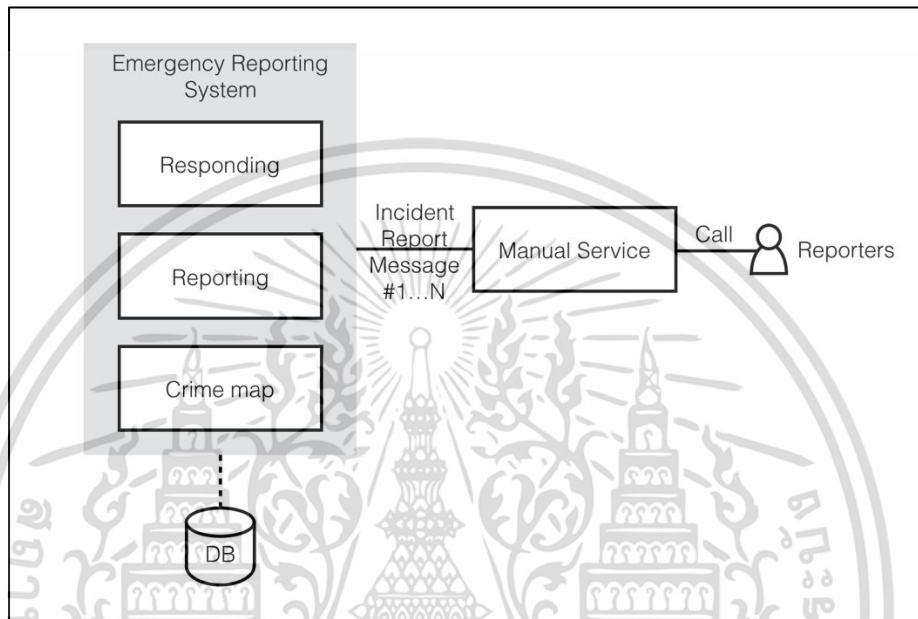 Emergency Reporting
System
Responding
Reporting
Crime map
DB
Incident
Report
Message
#1...N
Manual Service
Call
Reporters